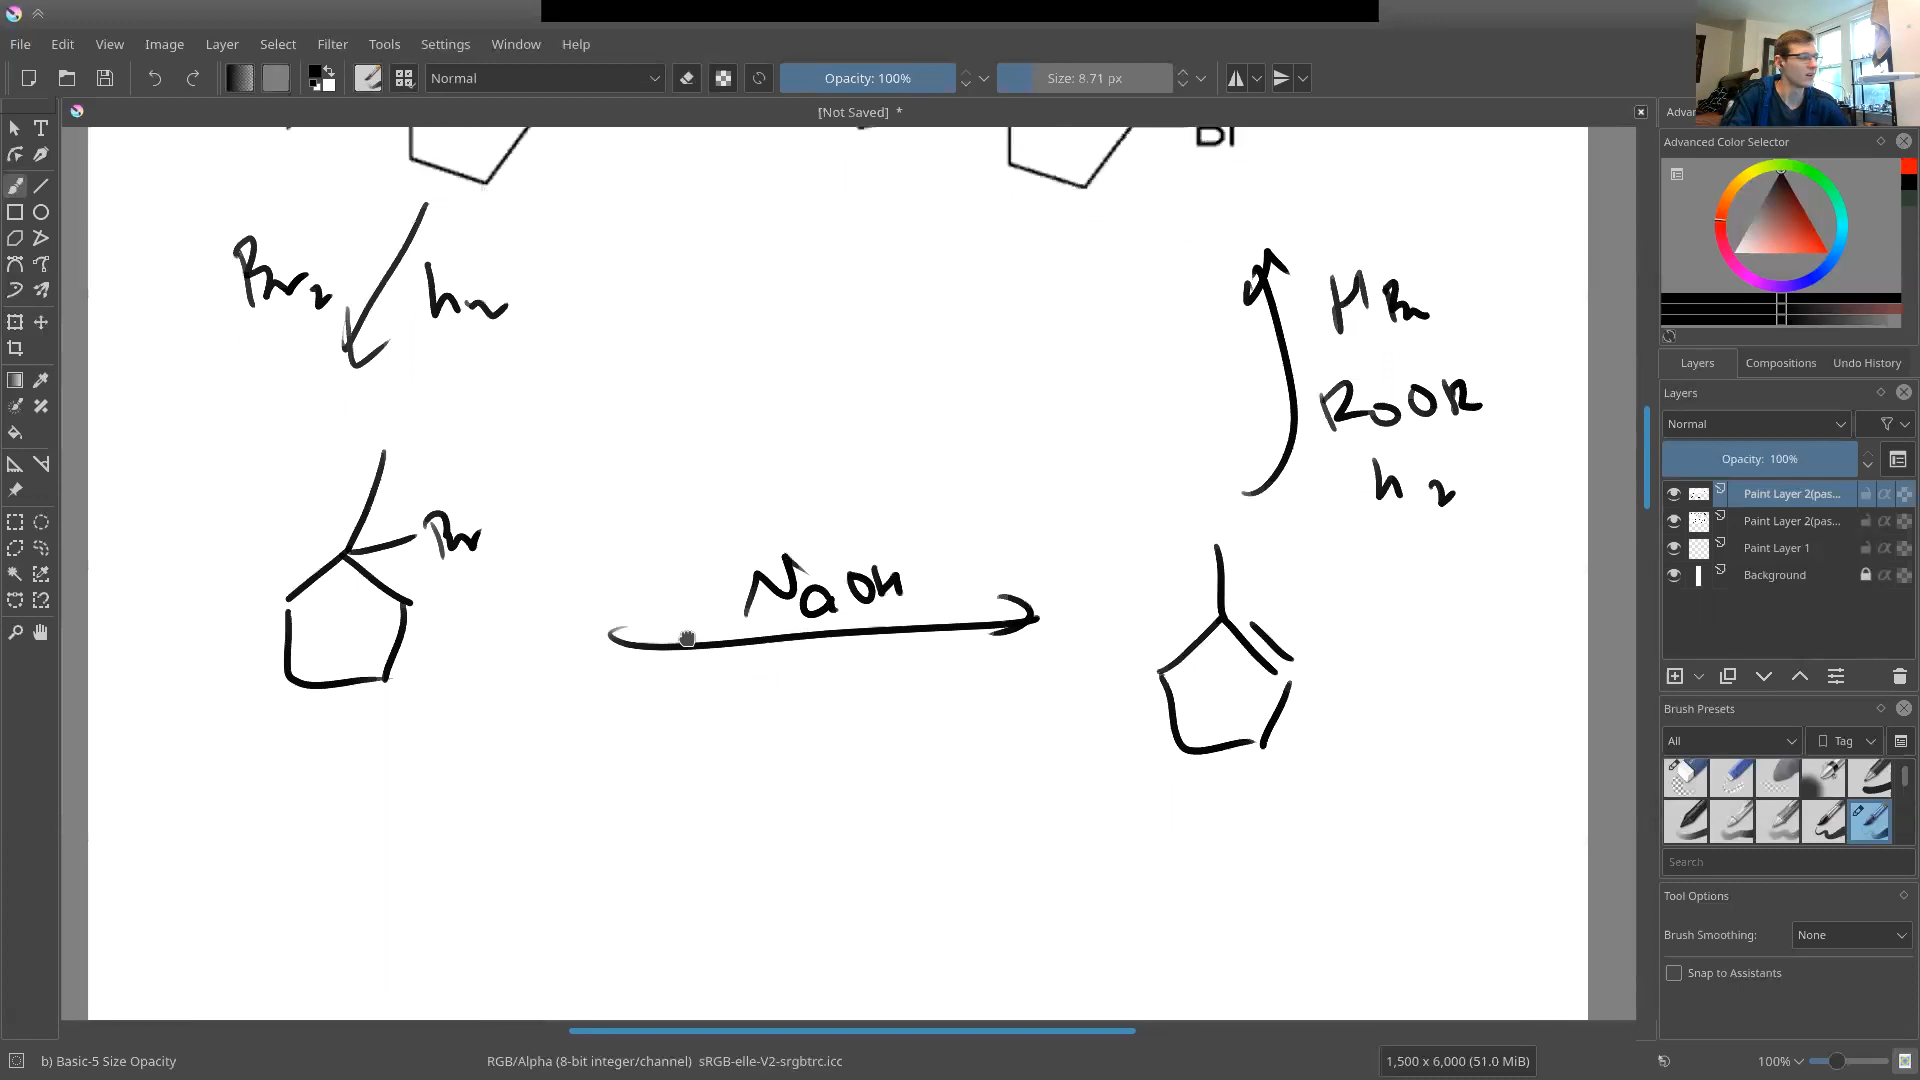 File Edit View Image Layer Select Filter Tools Settings Window Help
Normal Opacity: 100% Size: 8.71 px
[Not Saved] *
Advanced Color Selector
Layers Compositions Undo History
Layers
Normal
Opacity: 100%
Paint Layer 2(pas...
Paint Layer 2(pas...
Paint Layer 1
Background
Brush Presets
All Tag
Search
Tool Options
Brush Smoothing: None
Snap to Assistants
Br
Br2 hν
HBr
ROOR
hν
Br
NaOH
b) Basic-5 Size Opacity
RGB/Alpha (8-bit integer/channel) sRGB-elle-V2-srgbtrc.icc
1,500 x 6,000 (51.0 MiB)
100%